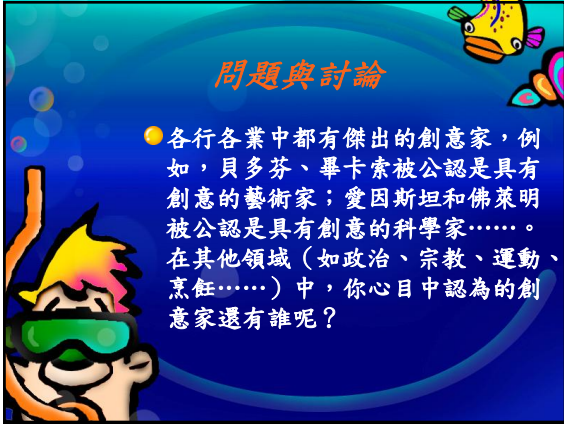 問題與討論
各行各業中都有傑出的創意家，例
如，貝多芬、畢卡索被公認是具有
創意的藝術家；愛因斯坦和佛萊明
被公認是具有創意的科學家……。
在其他領域（如政治、宗教、運動、
烹飪……）中，你心目中認為的創
意家還有誰呢？